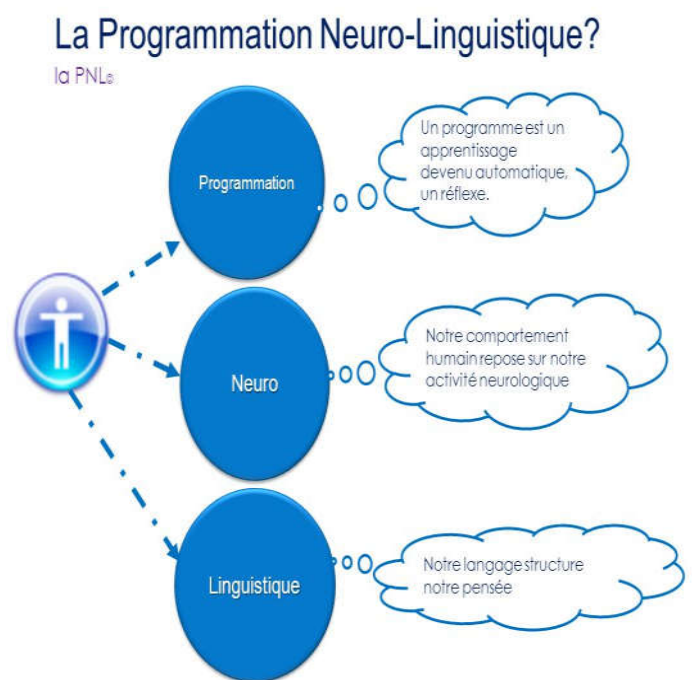 La Programmation Neuro-Linguistique?
la PNL®
Programmation
Un programme est un
apprentissage
devenu automatique,
un réflexe.
Neuro
Notre comportement
humain repose sur notre
activité neurologique
Linguistique
Notre langage structure
notre pensée